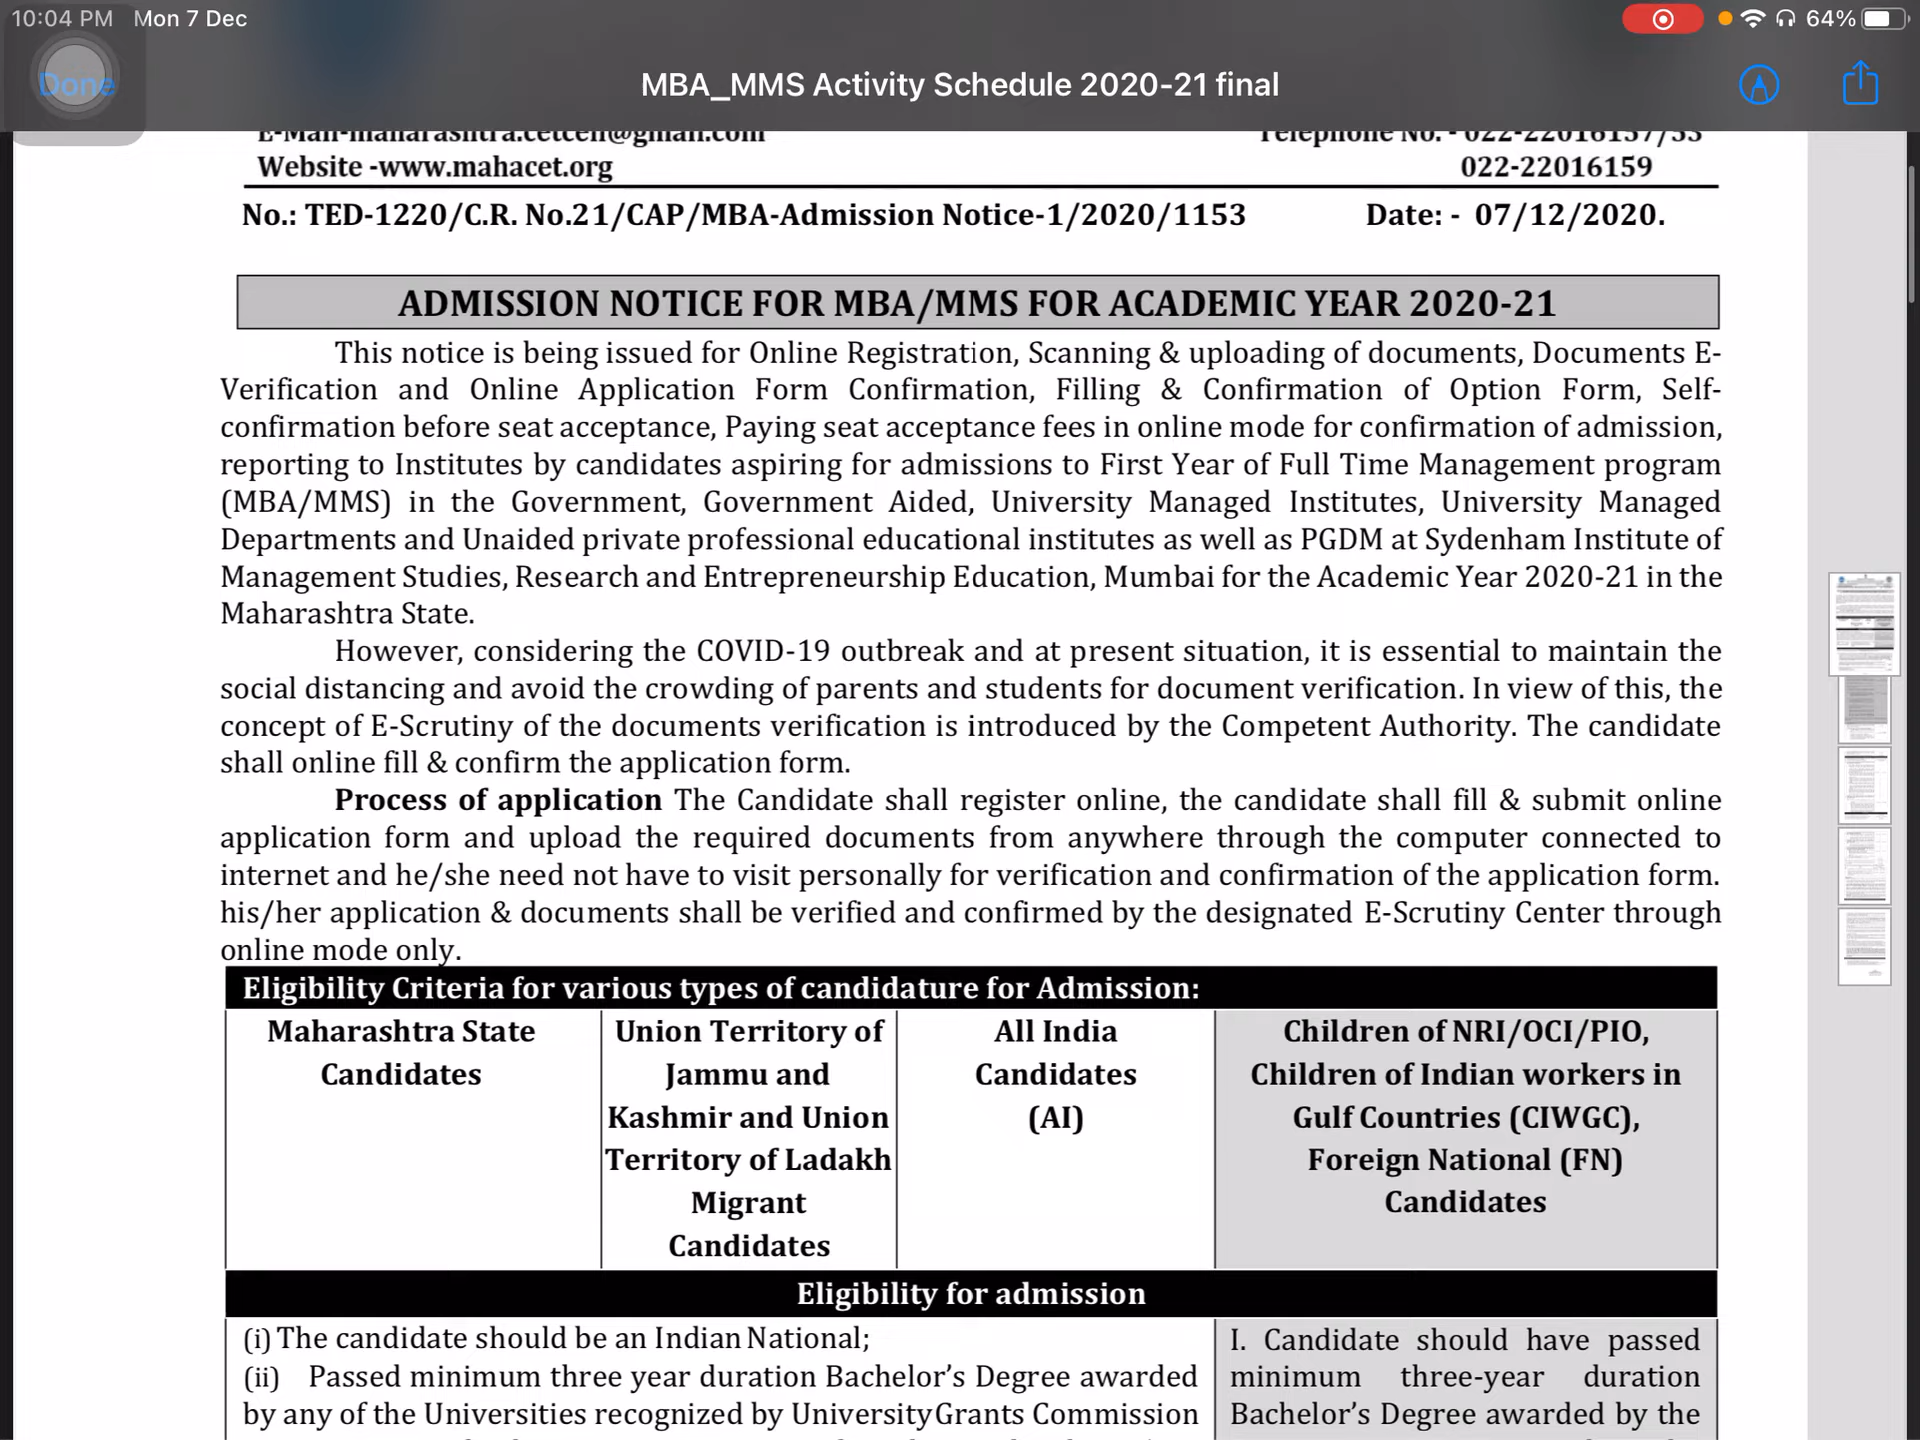 10:04 PM Mon 7 Dec
64%
Done
MBA_MMS Activity Schedule 2020-21 final
E-Mail-maharashtra.cetcell@gmail.com Telephone No. - 022-22016157/53
Website -www.mahacet.org 022-22016159
No.: TED-1220/C.R. No.21/CAP/MBA-Admission Notice-1/2020/1153 Date: - 07/12/2020.
ADMISSION NOTICE FOR MBA/MMS FOR ACADEMIC YEAR 2020-21
This notice is being issued for Online Registration, Scanning & uploading of documents, Documents E-
Verification and Online Application Form Confirmation, Filling & Confirmation of Option Form, Self-
confirmation before seat acceptance, Paying seat acceptance fees in online mode for confirmation of admission,
reporting to Institutes by candidates aspiring for admissions to First Year of Full Time Management program
(MBA/MMS) in the Government, Government Aided, University Managed Institutes, University Managed
Departments and Unaided private professional educational institutes as well as PGDM at Sydenham Institute of
Management Studies, Research and Entrepreneurship Education, Mumbai for the Academic Year 2020-21 in the
Maharashtra State.
However, considering the COVID-19 outbreak and at present situation, it is essential to maintain the
social distancing and avoid the crowding of parents and students for document verification. In view of this, the
concept of E-Scrutiny of the documents verification is introduced by the Competent Authority. The candidate
shall online fill & confirm the application form.
Process of application The Candidate shall register online, the candidate shall fill & submit online
application form and upload the required documents from anywhere through the computer connected to
internet and he/she need not have to visit personally for verification and confirmation of the application form.
his/her application & documents shall be verified and confirmed by the designated E-Scrutiny Center through
online mode only.
Eligibility Criteria for various types of candidature for Admission:
Maharashtra State
Candidates
Union Territory of
Jammu and
Kashmir and Union
Territory of Ladakh
Migrant
Candidates
All India
Candidates
(AI)
Children of NRI/OCI/PIO,
Children of Indian workers in
Gulf Countries (CIWGC),
Foreign National (FN)
Candidates
Eligibility for admission
(i) The candidate should be an Indian National;
(ii) Passed minimum three year duration Bachelor's Degree awarded
by any of the Universities recognized by University Grants Commission
I. Candidate should have passed
minimum three-year duration
Bachelor's Degree awarded by the